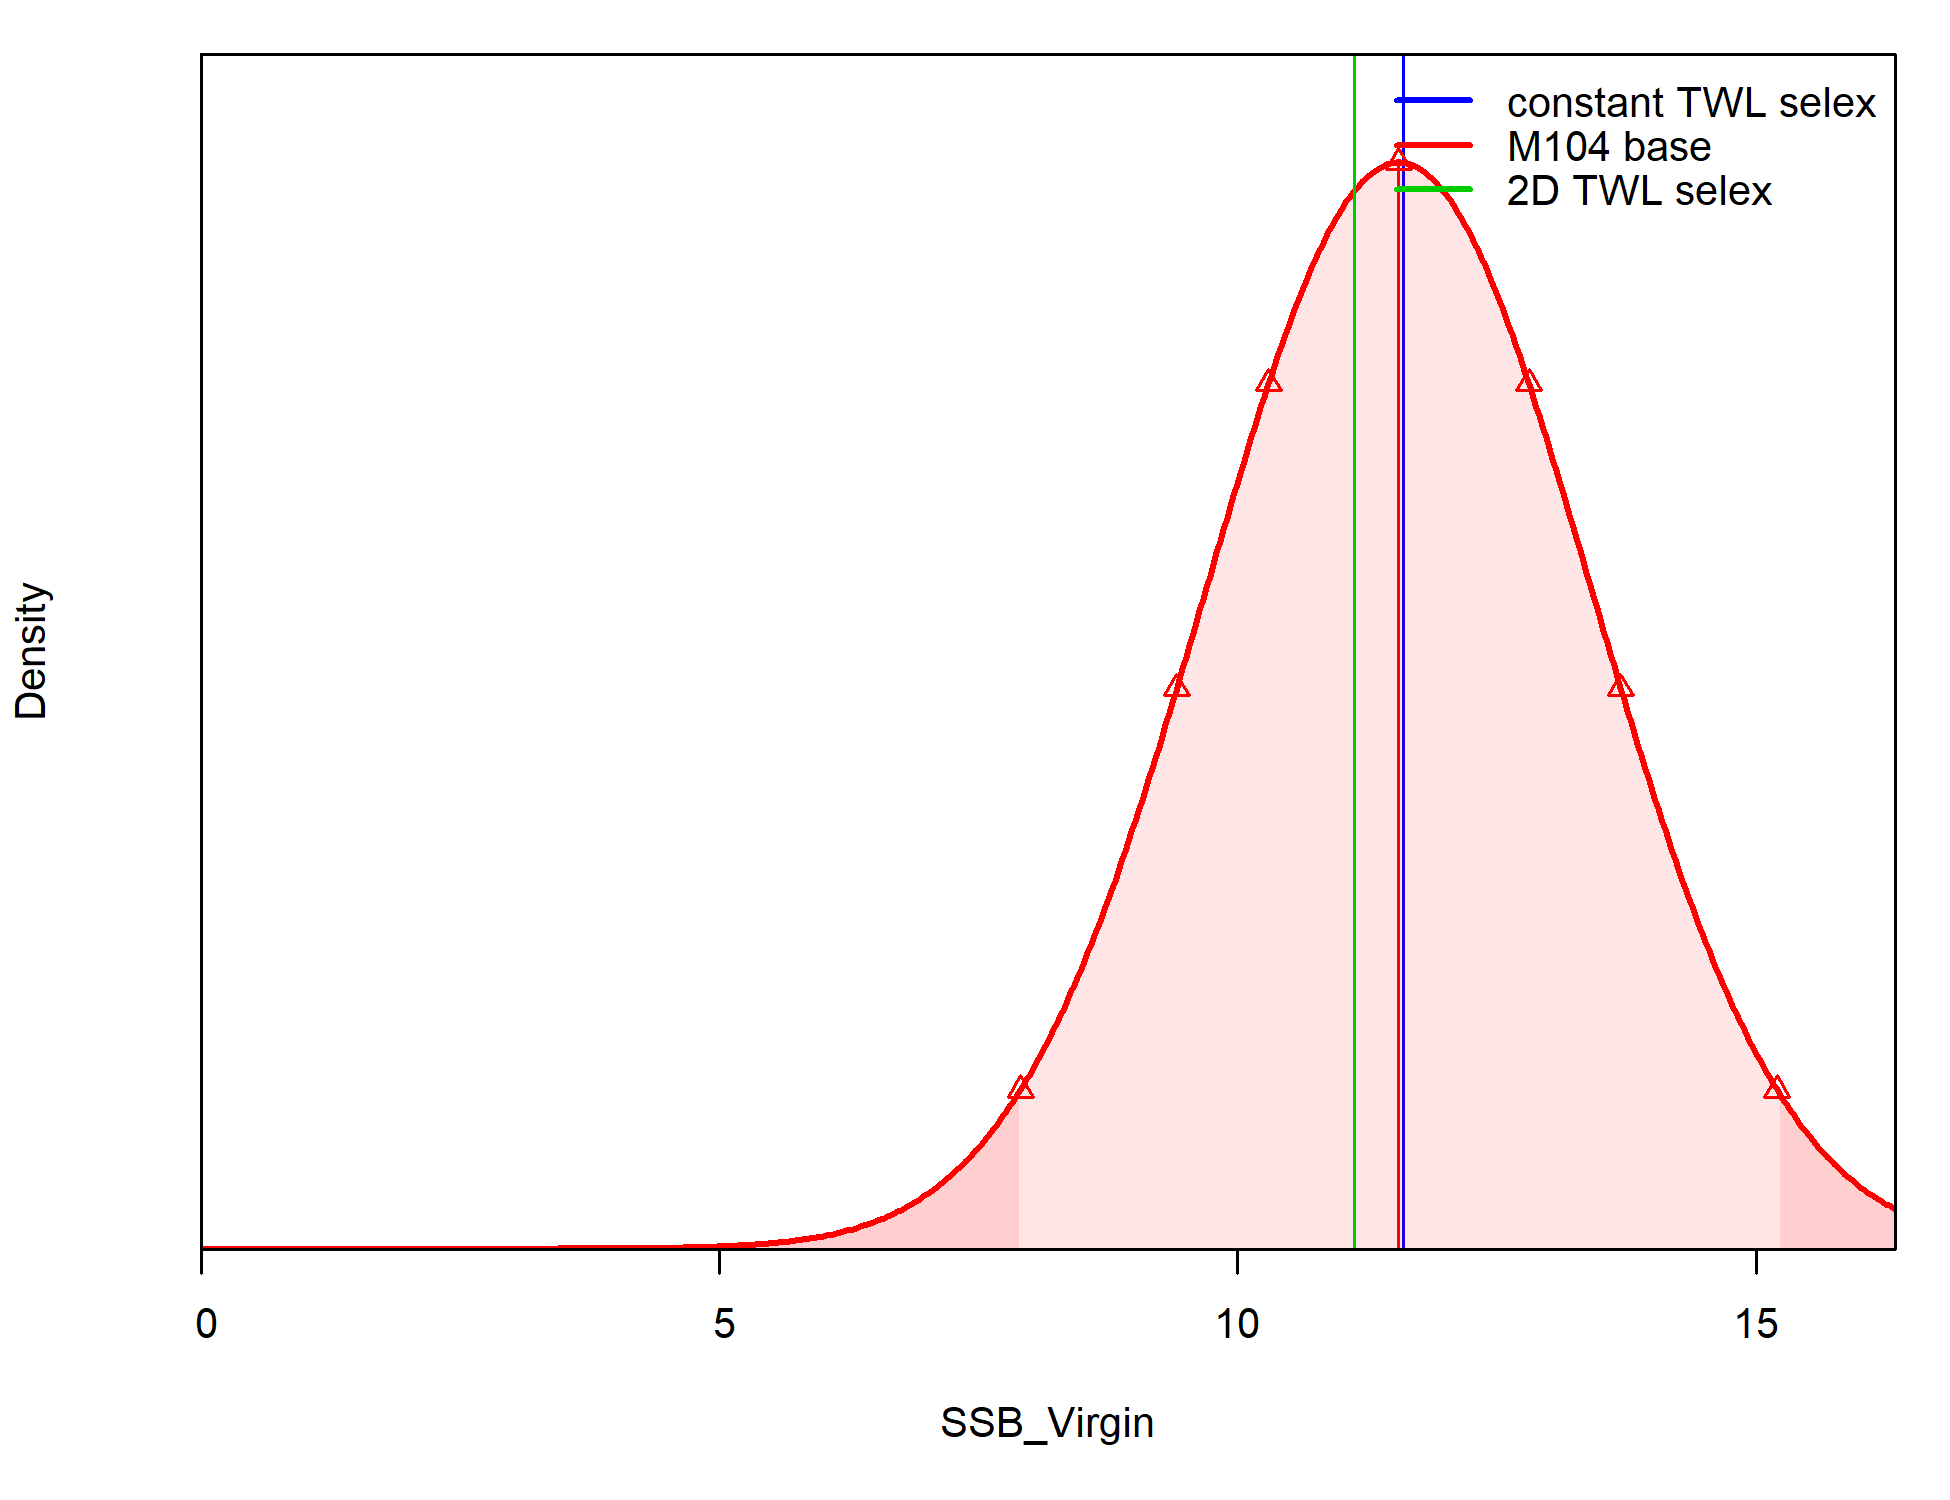 constant TWL selex
M104 base
2D TWL selex
Density
0 5 10 15
SSB_Virgin